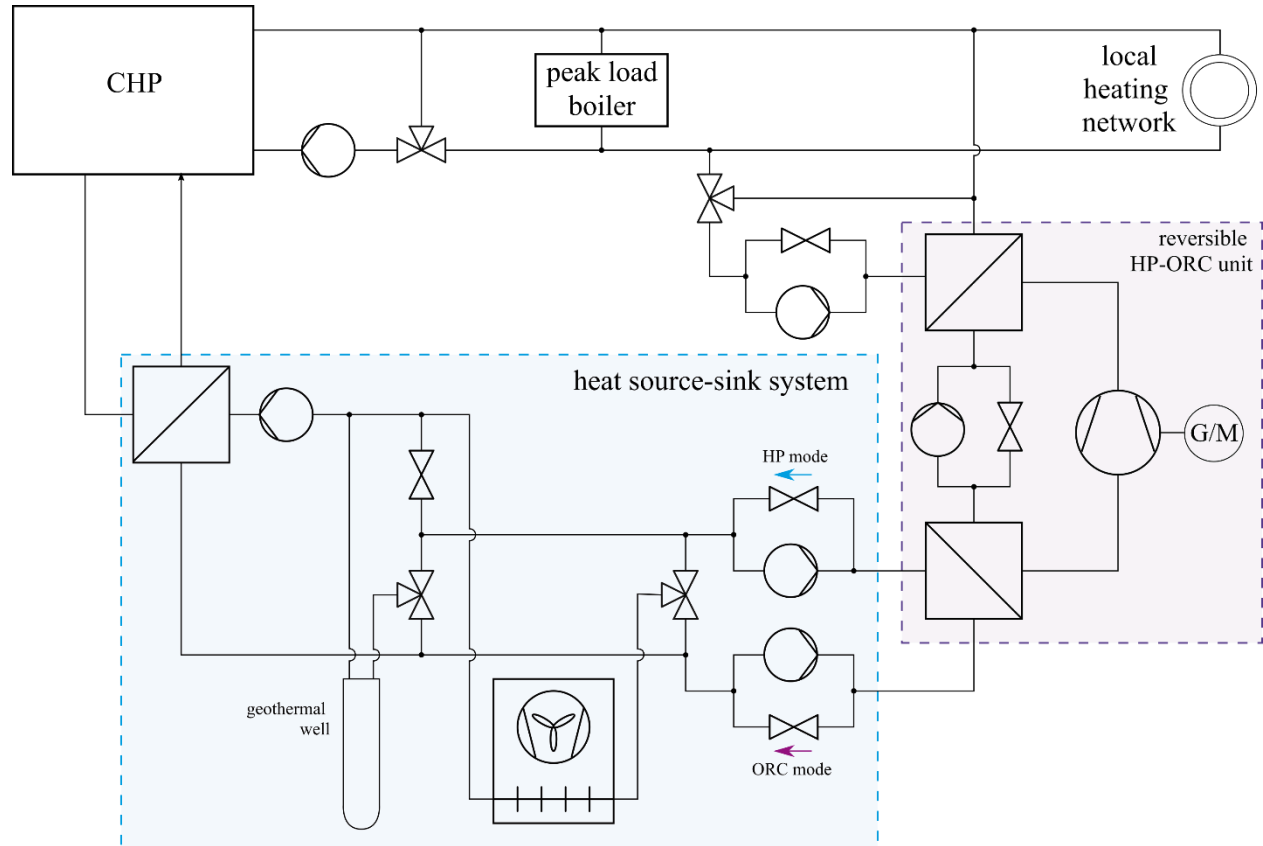 CHP
peak load
boiler
local
heating
network
reversible
HP-ORC unit
heat source-sink system
HP mode
G/M
geothermal
well
ORC mode